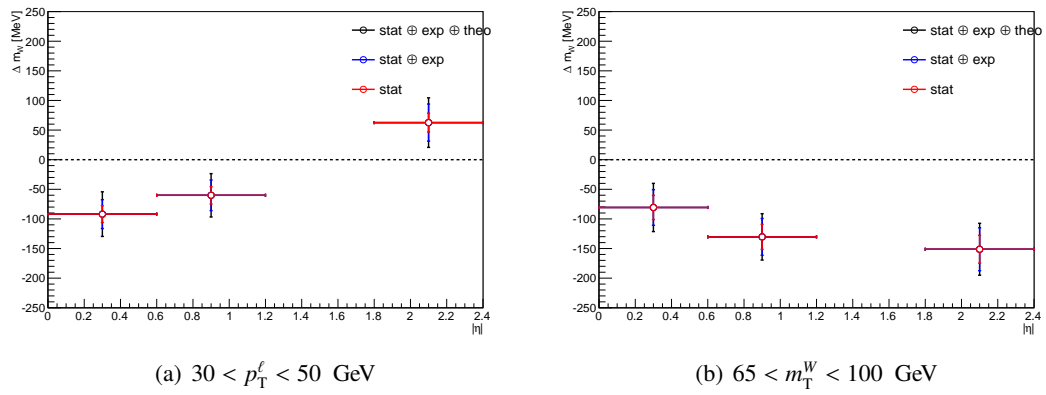 Δ m_W [MeV]
250
200
150
100
50
0
-50
-100
-150
-200
-250
stat ⊕ exp ⊕ theo
stat ⊕ exp
stat
0 0.2 0.4 0.6 0.8 1 1.2 1.4 1.6 1.8 2 2.2 2.4
|η|
Δ m_W [MeV]
250
200
150
100
50
0
-50
-100
-150
-200
-250
stat ⊕ exp ⊕ theo
stat ⊕ exp
stat
0 0.2 0.4 0.6 0.8 1 1.2 1.4 1.6 1.8 2 2.2 2.4
|η|
(a) 30 < p_T^ℓ < 50 GeV
(b) 65 < m_T^W < 100 GeV